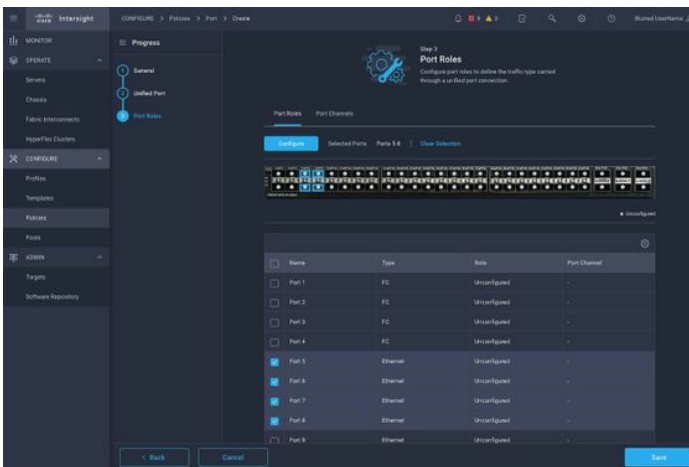 cisco Intersight
CONFIGURE > Policies > Port > Create
MONITOR
OPERATE
Servers
Chassis
Fabric Interconnects
HyperFlex Clusters
CONFIGURE
Profiles
Templates
Policies
Pools
ADMIN
Targets
Software Repository
Progress
1 General
2 Unified Port
3 Port Roles
Step 3
Port Roles
Configure port roles to define the traffic type carried
through a unified port connection.
Port Roles Port Channels
Configure Selected Ports Ports 5-8 | Clear Selection
Unconfigured
Name Type Role Port Channel
Port 1 FC Unconfigured -
Port 2 FC Unconfigured -
Port 3 FC Unconfigured -
Port 4 FC Unconfigured -
Port 5 Ethernet Unconfigured -
Port 6 Ethernet Unconfigured -
Port 7 Ethernet Unconfigured -
Port 8 Ethernet Unconfigured -
Port 9 Ethernet Unconfigured -
< Back Cancel Save